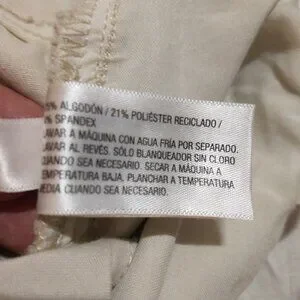 5% ALGODÓN / 21% POLIÉSTER RECICLADO /
% SPANDEX
LAVAR A MÁQUINA CON AGUA FRÍA POR SEPARADO.
LAVAR AL REVÉS. SÓLO BLANQUEADOR SIN CLORO
CUANDO SEA NECESARIO. SECAR A MÁQUINA A
TEMPERATURA BAJA. PLANCHAR A TEMPERATURA
MEDIA CUANDO SEA NECESARIO.